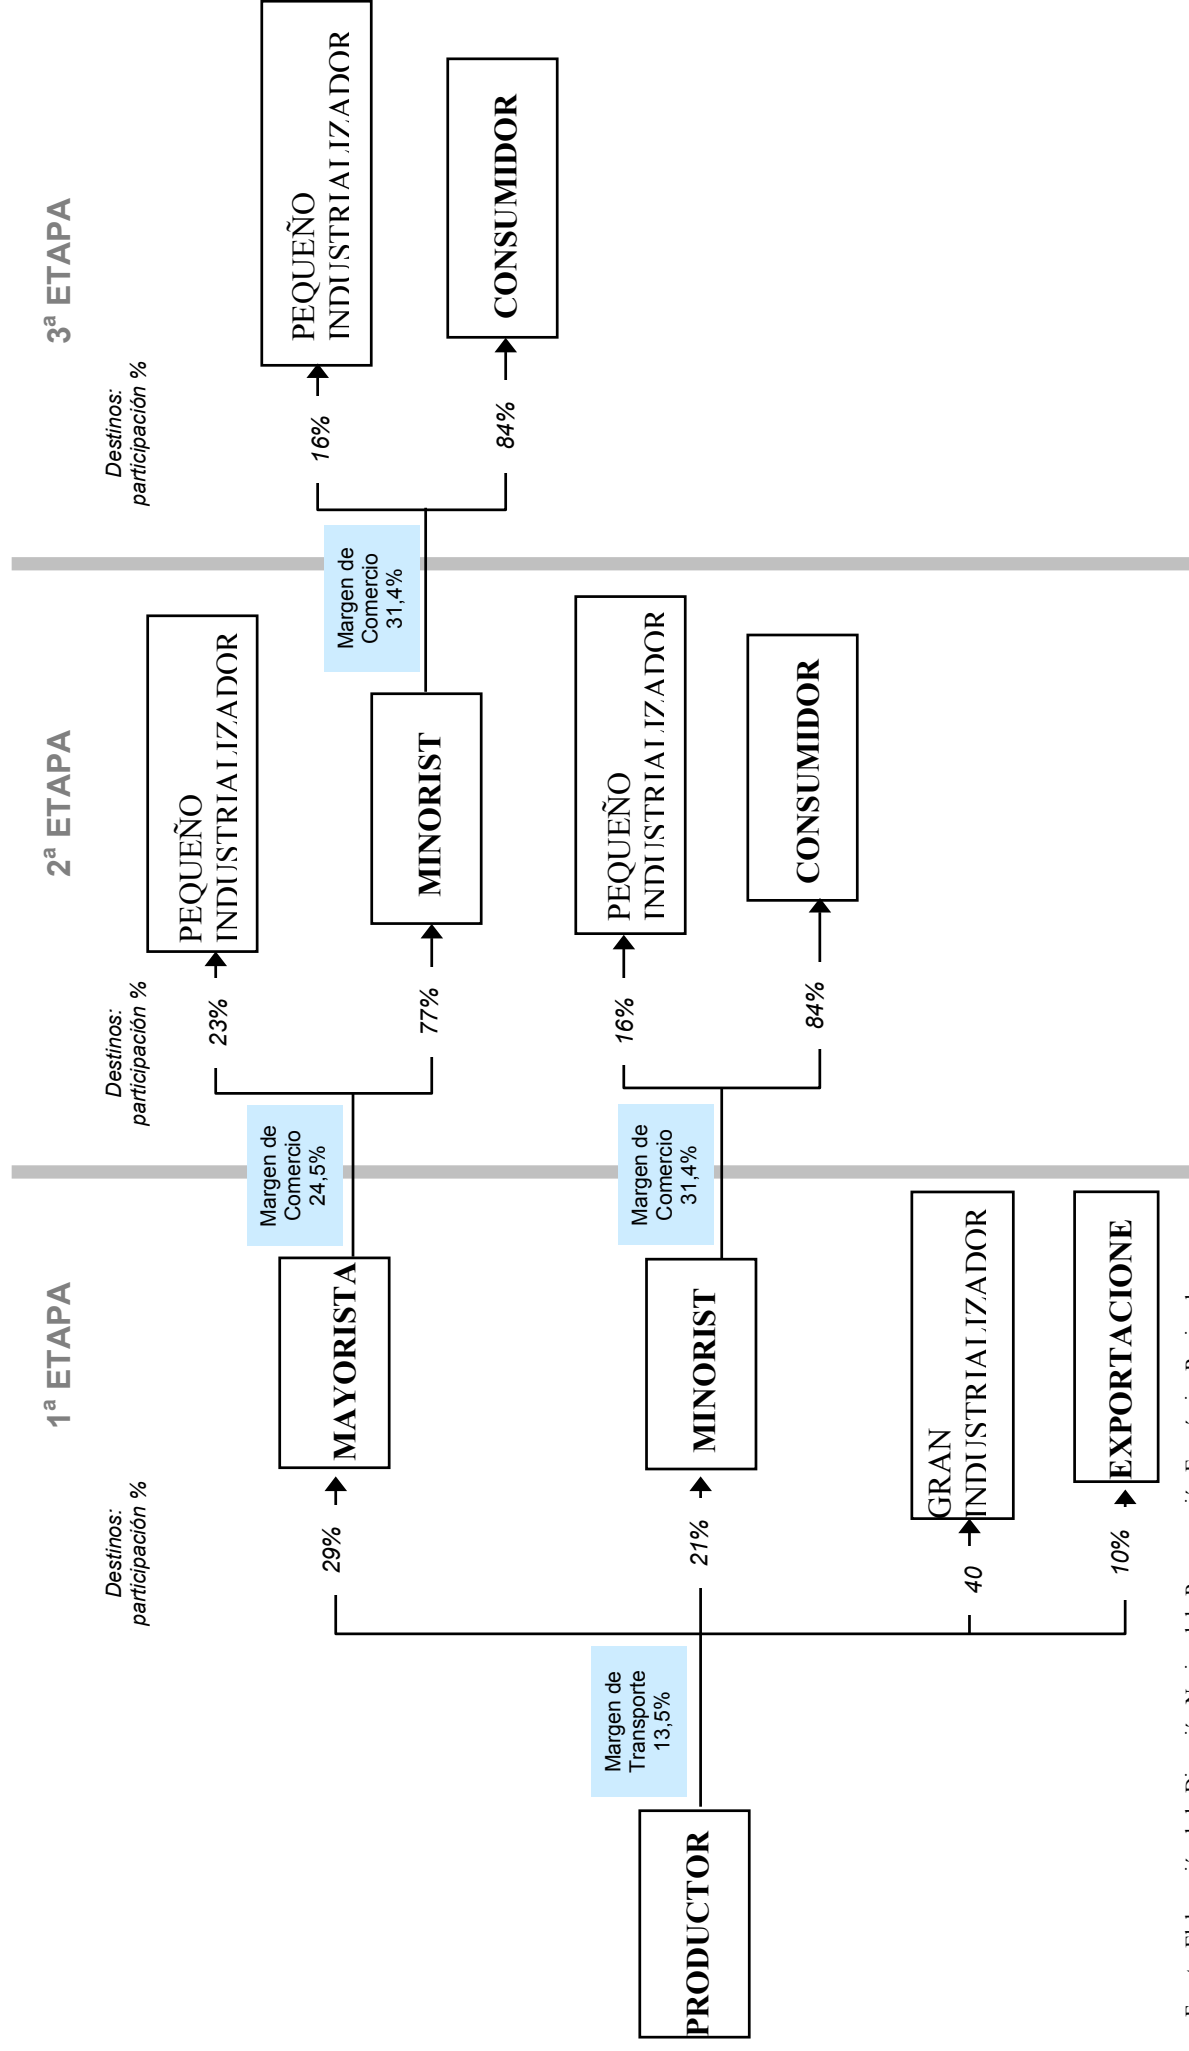 1ª ETAPA
2ª ETAPA
3ª ETAPA
Destinos:
participación %
Destinos:
participación %
Destinos:
participación %
PRODUCTOR
Margen de
Transporte
13,5%
29%
MAYORISTA
Margen de
Comercio
24,5%
23%
PEQUEÑO
INDUSTRIALIZADOR
77%
MINORIST
Margen de
Comercio
31,4%
16%
PEQUEÑO
INDUSTRIALIZADOR
84%
CONSUMIDOR
21%
MINORIST
Margen de
Comercio
31,4%
16%
PEQUEÑO
INDUSTRIALIZADOR
84%
CONSUMIDOR
40
GRAN
INDUSTRIALIZADOR
10%
EXPORTACIONE